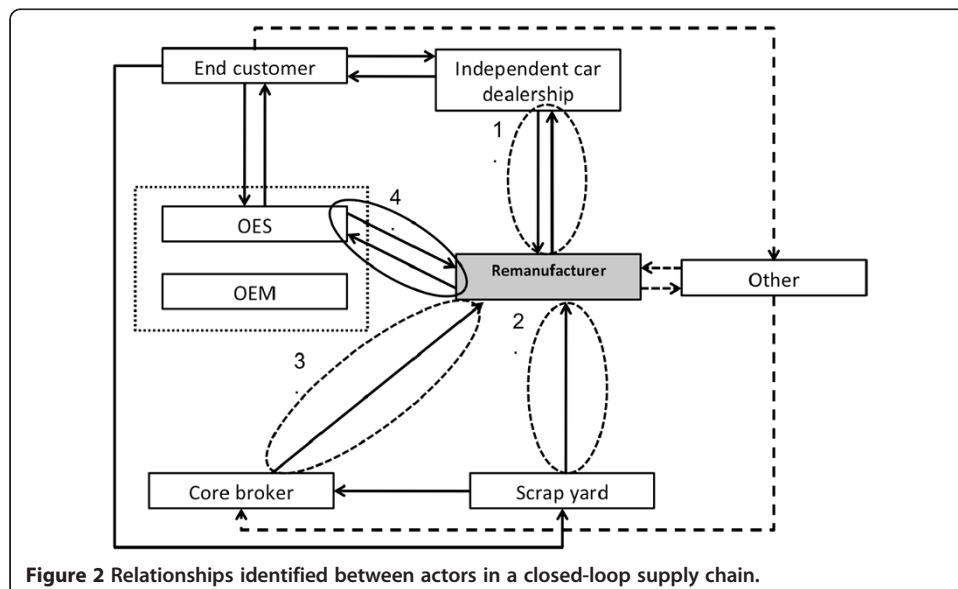 End customer
Independent car
dealership
1
.
4
.
OES
Remanufacturer
Other
OEM
2
.
3
.
Core broker
Scrap yard
Figure 2 Relationships identified between actors in a closed-loop supply chain.